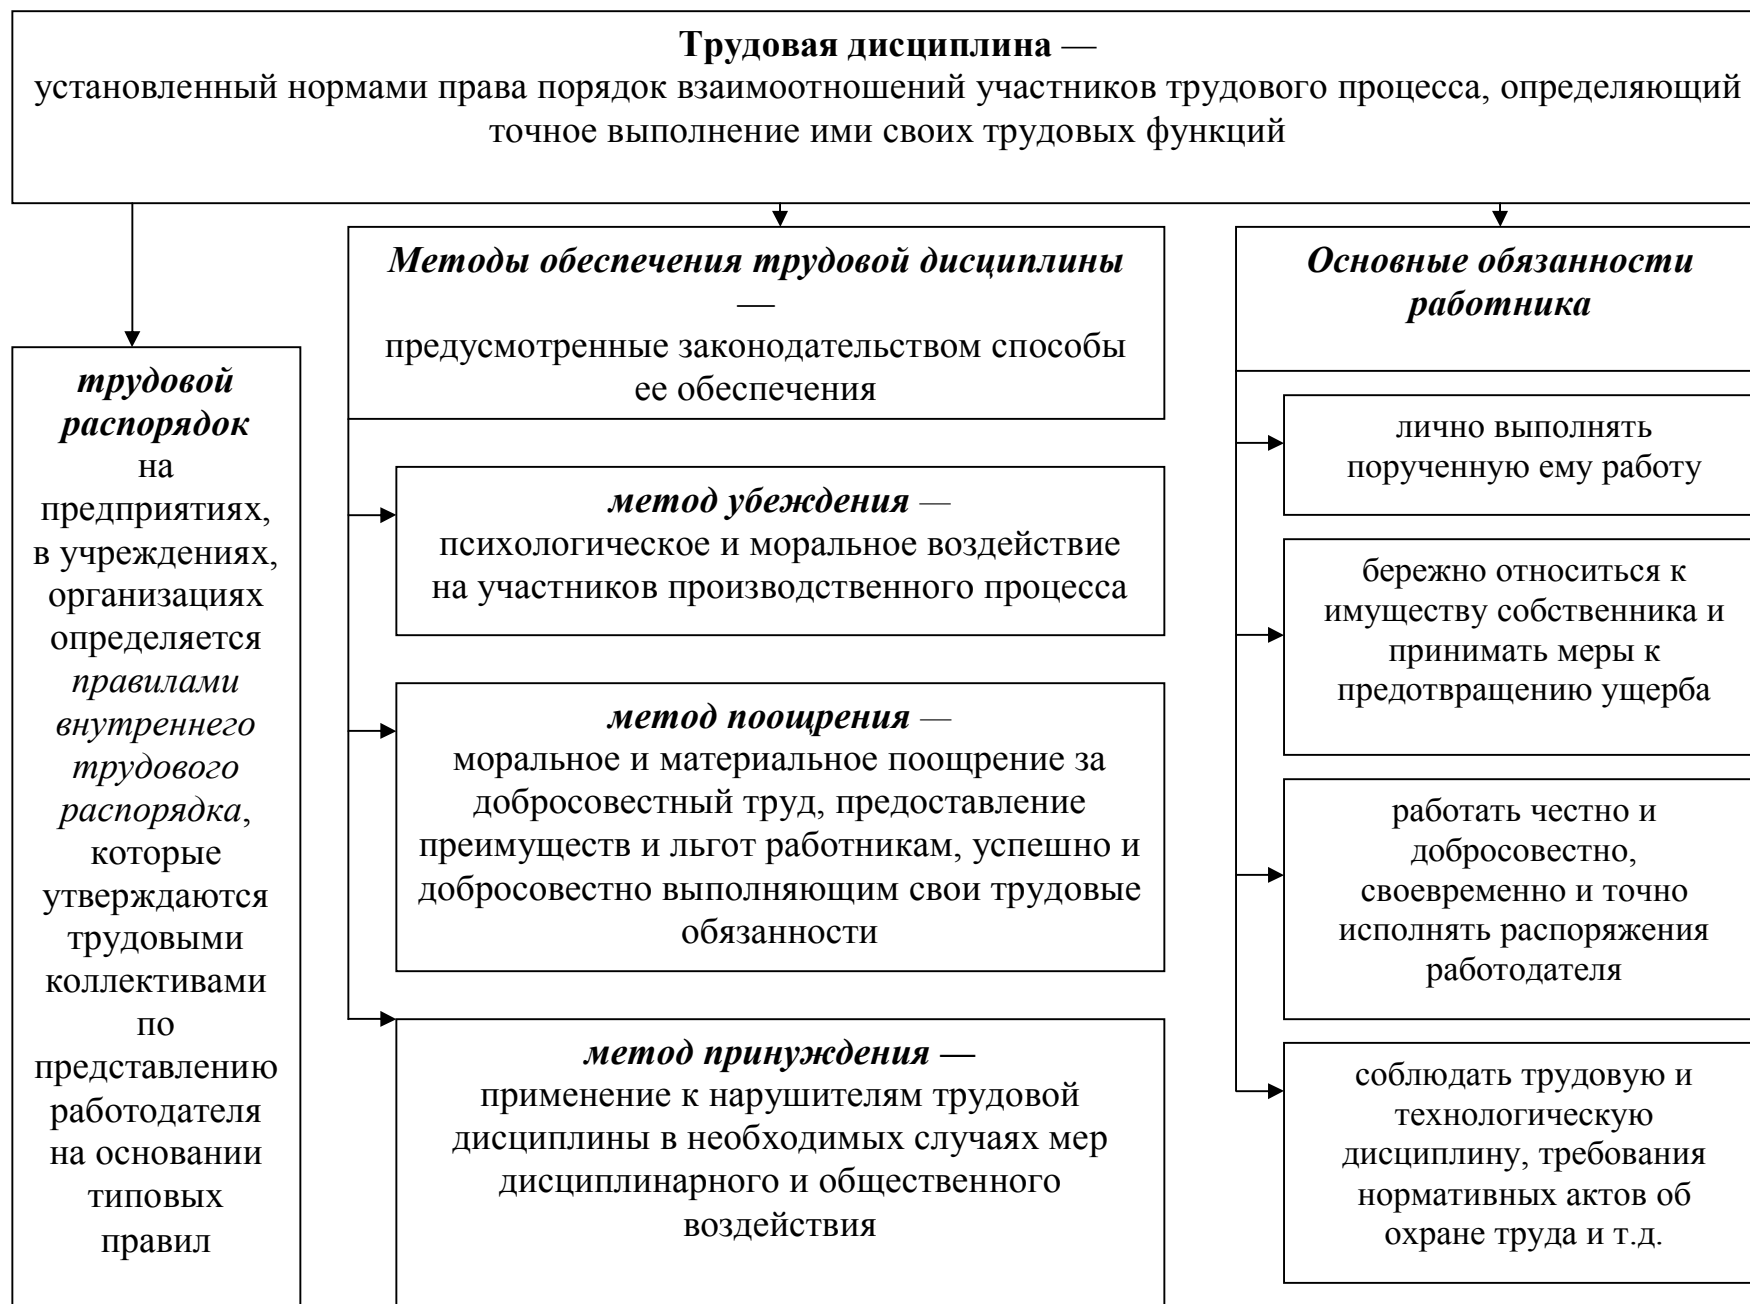 Трудовая дисциплина —
установленный нормами права порядок взаимоотношений участников трудового процесса, определяющий
точное выполнение ими своих трудовых функций
трудовой
распорядок
на
предприятиях,
в учреждениях,
организациях
определяется
правилами
внутреннего
трудового
распорядка,
которые
утверждаются
трудовыми
коллективами
по
представлению
работодателя
на основании
типовых
правил
Методы обеспечения трудовой дисциплины
—
предусмотренные законодательством способы
ее обеспечения
метод убеждения —
психологическое и моральное воздействие
на участников производственного процесса
метод поощрения —
моральное и материальное поощрение за
добросовестный труд, предоставление
преимуществ и льгот работникам, успешно и
добросовестно выполняющим свои трудовые
обязанности
метод принуждения —
применение к нарушителям трудовой
дисциплины в необходимых случаях мер
дисциплинарного и общественного
воздействия
Основные обязанности
работника
лично выполнять
порученную ему работу
бережно относиться к
имуществу собственника и
принимать меры к
предотвращению ущерба
работать честно и
добросовестно,
своевременно и точно
исполнять распоряжения
работодателя
соблюдать трудовую и
технологическую
дисциплину, требования
нормативных актов об
охране труда и т.д.